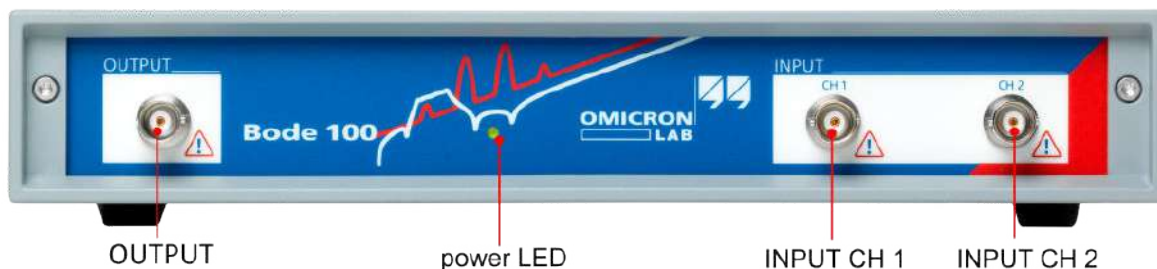 OUTPUT
INPUT
CH 1
CH 2
Bode 100
OMICRON
LAB
OUTPUT
power LED
INPUT CH 1
INPUT CH 2